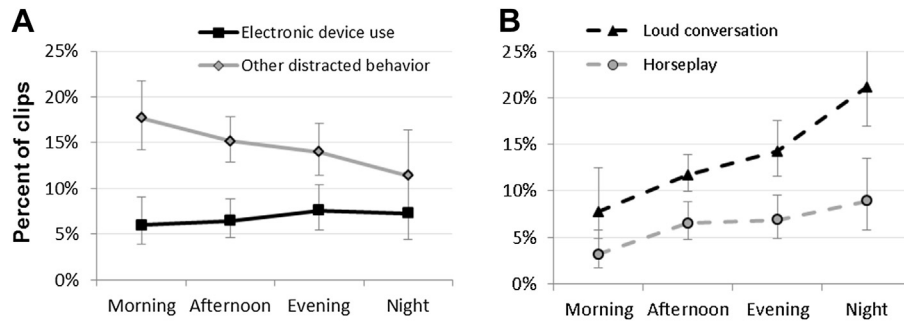 A
Electronic device use
Other distracted behavior
Percent of clips
25%
20%
15%
10%
5%
0%
Morning Afternoon Evening Night
B
Loud conversation
Horseplay
25%
20%
15%
10%
5%
0%
Morning Afternoon Evening Night